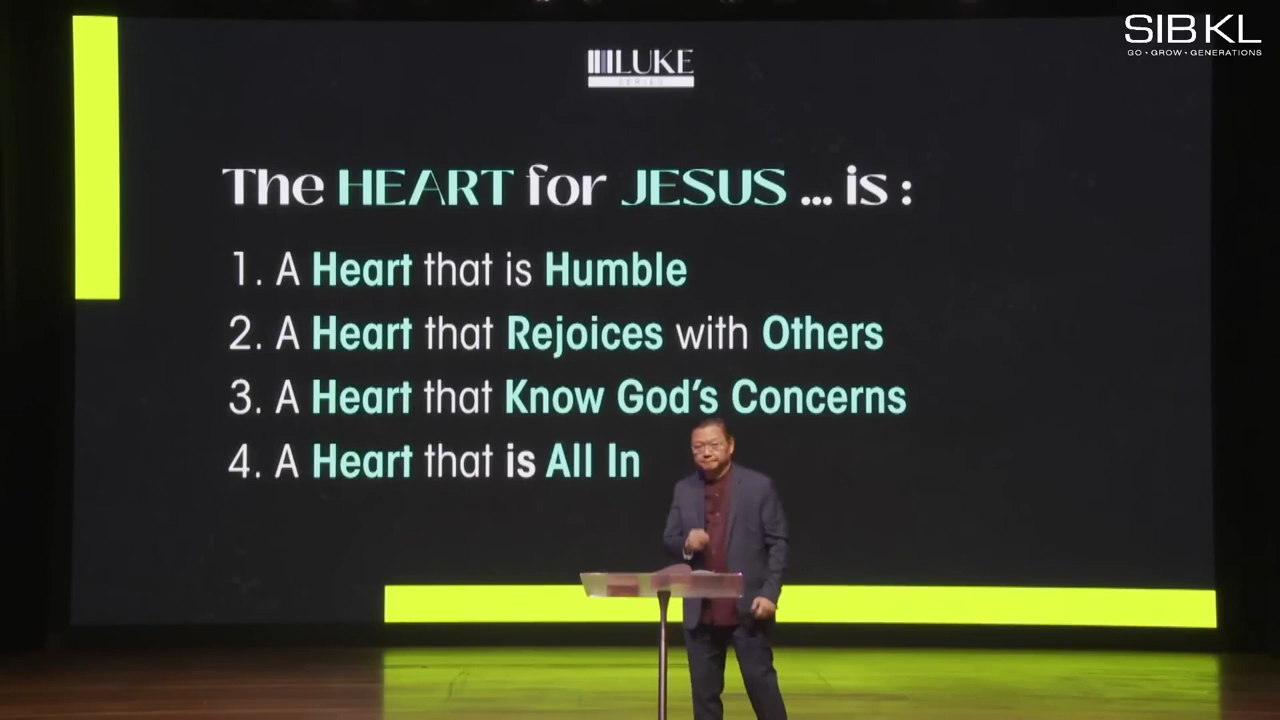 SIBKL
GO • GROW • GENERATIONS
LUKE
SERIES
The HEART for JESUS ... is :
1. A Heart that is Humble
2. A Heart that Rejoices with Others
3. A Heart that Know God's Concerns
4. A Heart that is All In